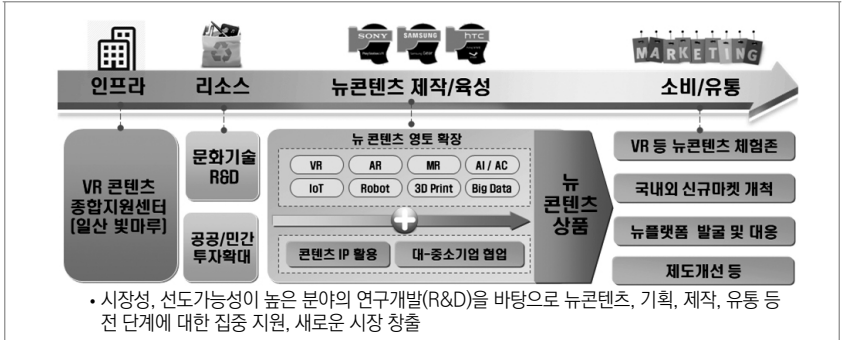 SONY SAMSUNG hTC
MARKETING
인프라 리소스 뉴콘텐츠 제작/육성 소비/유통
VR 콘텐츠
종합지원센터
[일산 빛마루]
문화기술
R&D
공공/민간
투자확대
뉴 콘텐츠 영토 확장
VR AR MR AI / AC
IoT Robot 3D Print Big Data
콘텐츠 IP 활용 대-중소기업 협업
뉴
콘텐츠
상품
VR 등 뉴콘텐츠 체험존
국내외 신규마켓 개척
뉴플랫폼 발굴 및 대응
제도개선 등
• 시장성, 선도가능성이 높은 분야의 연구개발(R&D)을 바탕으로 뉴콘텐츠, 기획, 제작, 유통 등
전 단계에 대한 집중 지원, 새로운 시장 창출